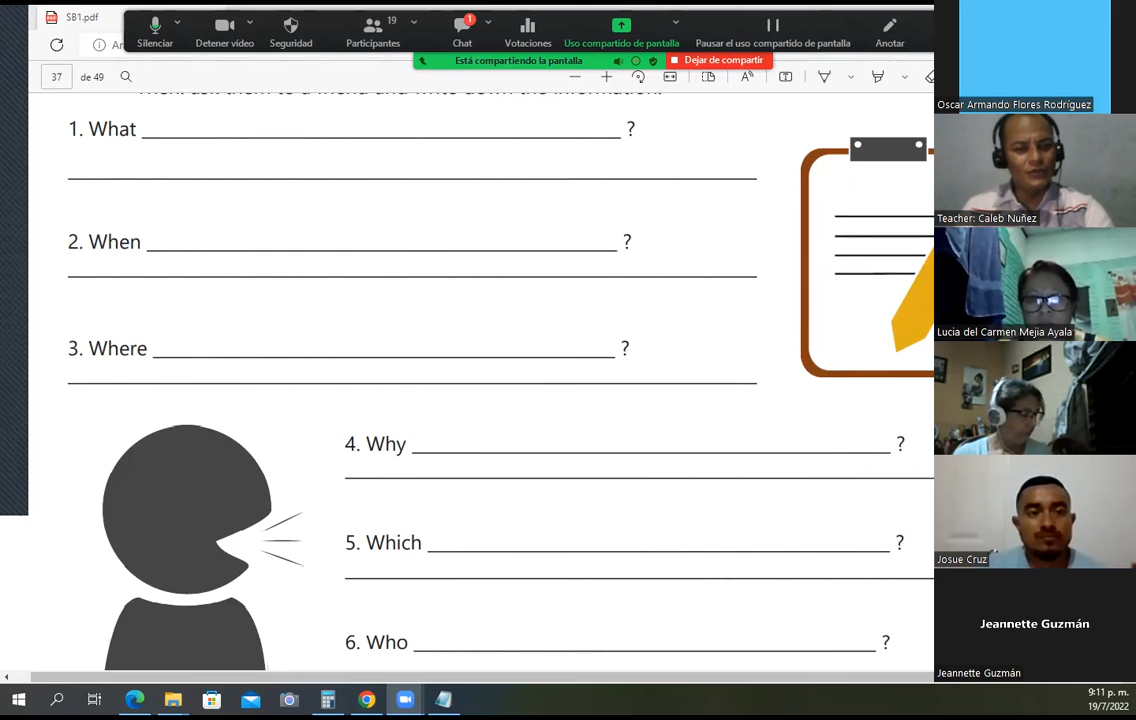 SB1.pdf
Silenciar
Detener vídeo
Seguridad
19
Participantes
1
Chat
Votaciones
Uso compartido de pantalla
Pausar el uso compartido de pantalla
Anotar
Está compartiendo la pantalla
Dejar de compartir
37
de 49
1. What ?
2. When ?
3. Where ?
4. Why ?
5. Which ?
6. Who ?
Oscar Armando Flores Rodríguez
Teacher: Caleb Nuñez
Lucia del Carmen Mejia Ayala
Josue Cruz
Jeannette Guzmán
Jeannette Guzmán
9:11 p. m.
19/7/2022